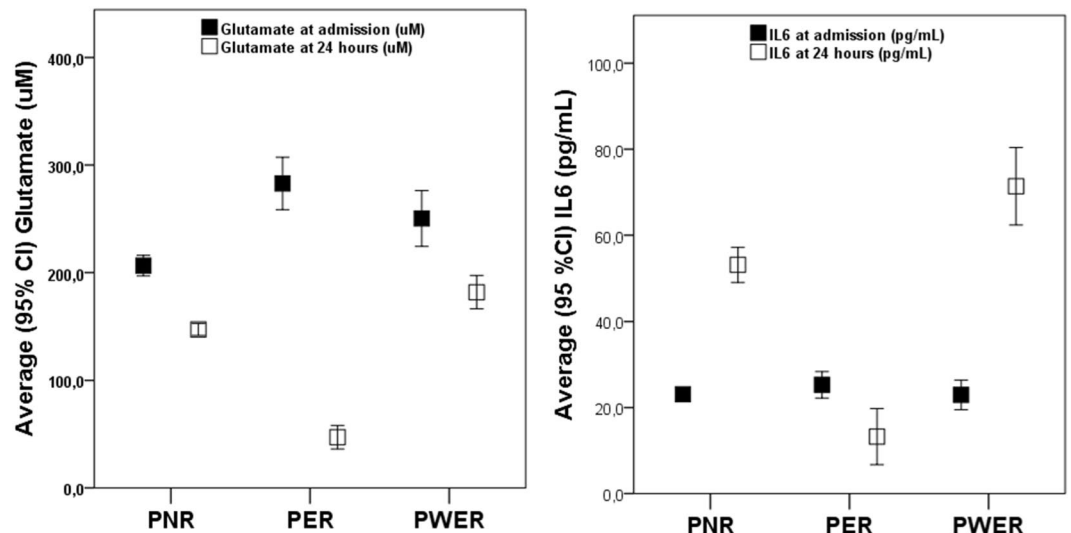 Glutamate at admission (uM)
Glutamate at 24 hours (uM)
Average (95% CI) Glutamate (uM)
400,0
300,0
200,0
100,0
0,0
PNR PER PWER
IL6 at admission (pg/mL)
IL6 at 24 hours (pg/mL)
Average (95 %CI) IL6 (pg/mL)
100,0
80,0
60,0
40,0
20,0
0,0
PNR PER PWER